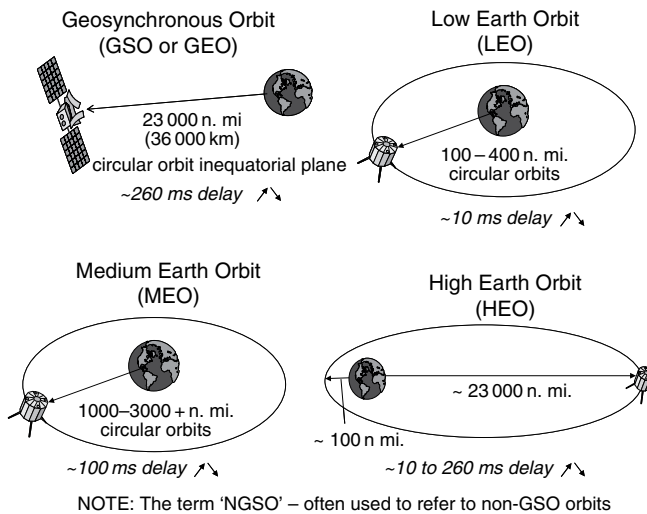 Geosynchronous Orbit
(GSO or GEO)
23 000 n. mi
(36 000 km)
circular orbit inequatorial plane
~260 ms delay
Low Earth Orbit
(LEO)
100 – 400 n. mi.
circular orbits
~10 ms delay
Medium Earth Orbit
(MEO)
1000–3000 + n. mi.
circular orbits
~100 ms delay
High Earth Orbit
(HEO)
~ 23 000 n. mi.
~ 100 n mi.
~10 to 260 ms delay
NOTE: The term ‘NGSO’ – often used to refer to non-GSO orbits